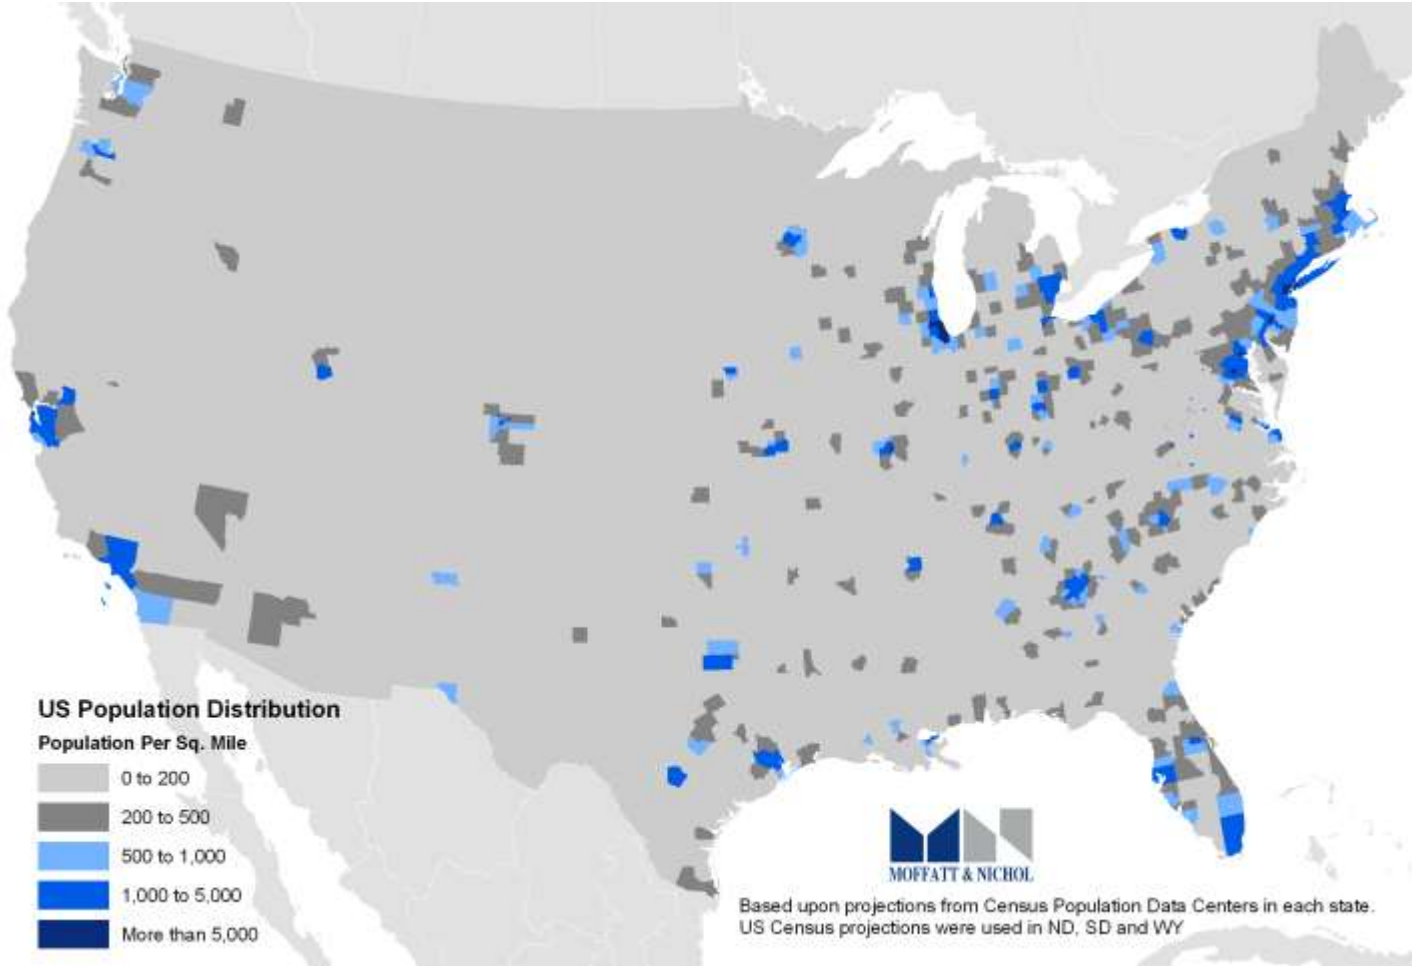 US Population Distribution
Population Per Sq. Mile
0 to 200
200 to 500
500 to 1,000
1,000 to 5,000
More than 5,000
MOFFATT & NICHOL
Based upon projections from Census Population Data Centers in each state.
US Census projections were used in ND, SD and WY